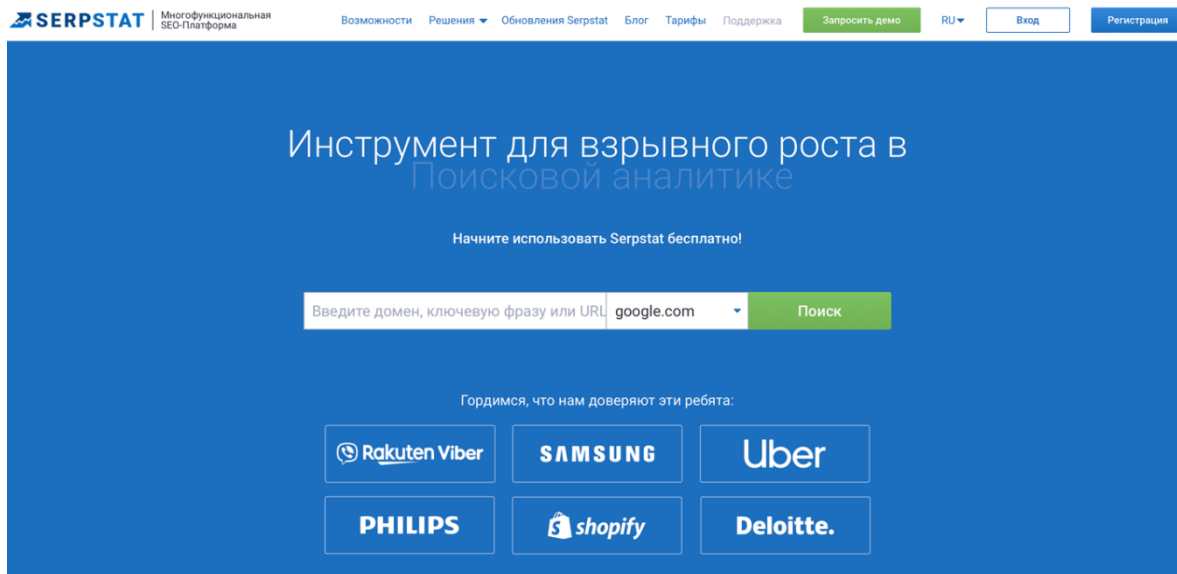 SERPSTAT
Многофункциональная
SEO-Платформа
Возможности Решения Обновления Serpstat Блог Тарифы Поддержка Запросить демо RU Вход Регистрация
Инструмент для взрывного роста в
Поисковой аналитике
Начните использовать Serpstat бесплатно!
Введите домен, ключевую фразу или URL google.com Поиск
Гордимся, что нам доверяют эти ребята:
Rakuten Viber SAMSUNG Uber
PHILIPS shopify Deloitte.